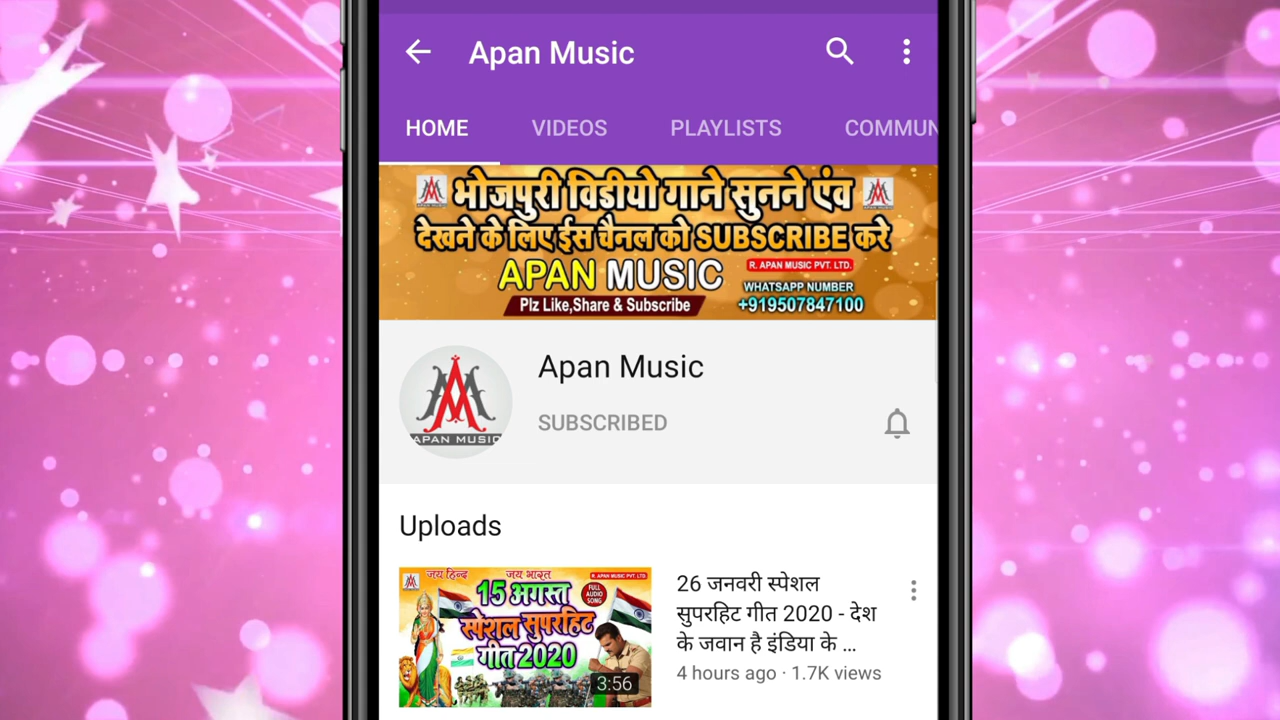 Apan Music
HOME VIDEOS PLAYLISTS COMMUN
भोजपुरी विडीयो गाने सुनने एंव
देखने के लिए ईस चैनल को SUBSCRIBE करे
APAN MUSIC
R. APAN MUSIC PVT. LTD.
WHATSAPP NUMBER
Plz Like,Share & Subscribe
+919507847100
Apan Music
SUBSCRIBED
APAN MUSIC
Uploads
जय हिन्द जय भारत
R. APAN MUSIC PVT. LTD
15 अगस्त
FULL
AUDIO
SONG
स्पेशल सुपरहिट
गीत 2020
3:56
26 जनवरी स्पेशल
सुपरहिट गीत 2020 - देश
के जवान है इंडिया के ...
4 hours ago · 1.7K views